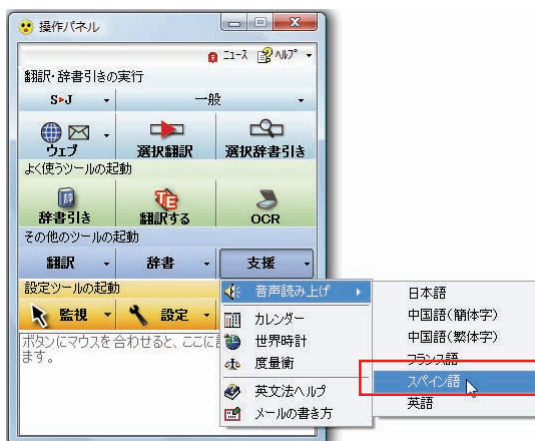 操作パネル
ニュース ヘルプ
翻訳・辞書引きの実行
S▸J 一般
ウェブ 選択翻訳 選択辞書引き
よく使うツールの起動
辞書引き 翻訳する OCR
その他のツールの起動
翻訳 辞書 支援
設定ツールの起動
監視 設定
ボタンにマウスを合わせると、ここに
ます。
音声読み上げ
カレンダー
世界時計
度量衡
英文法ヘルプ
メールの書き方
日本語
中国語(簡体字)
中国語(繁体字)
フランス語
スペイン語
英語